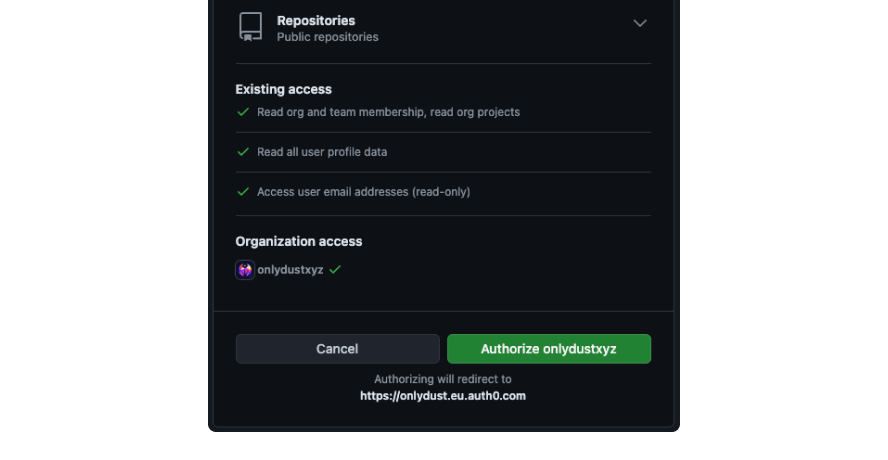 Repositories
Public repositories
Existing access
Read org and team membership, read org projects
Read all user profile data
Access user email addresses (read-only)
Organization access
onlydustxyz
Cancel
Authorize onlydustxyz
Authorizing will redirect to
https://onlydust.eu.auth0.com